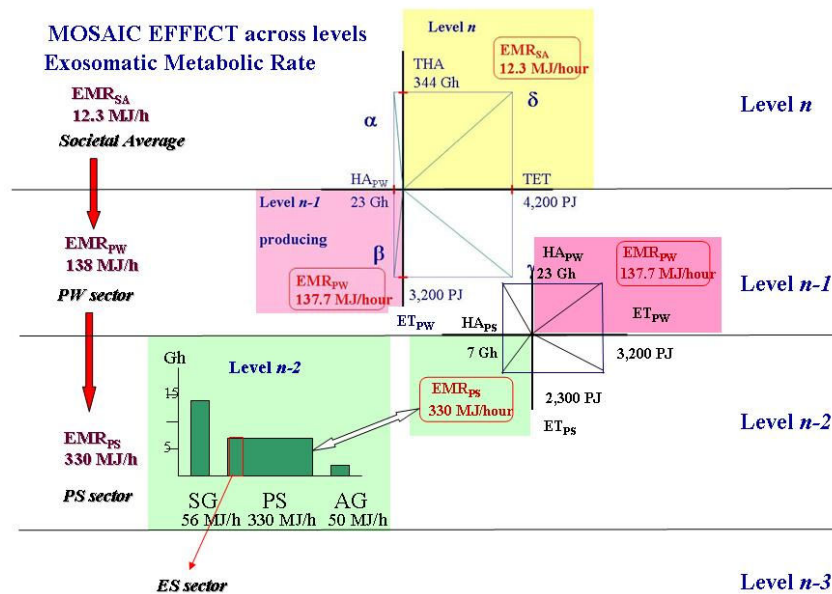 MOSAIC EFFECT across levels
Exosomatic Metabolic Rate
EMR_SA
12.3 MJ/h
Societal Average
Level n
EMR_SA
12.3 MJ/hour
THA
344 Gh
α
δ
Level n
HA_PW
23 Gh
TET
4,200 PJ
Level n-1
producing
β
EMR_PW
137.7 MJ/hour
3,200 PJ
ET_PW
γ
EMR_PW
138 MJ/h
PW sector
HA_PW
23 Gh
EMR_PW
137.7 MJ/hour
Level n-1
HA_PS
7 Gh
ET_PW
3,200 PJ
2,300 PJ
ET_PS
EMR_PS
330 MJ/hour
Level n-2
Gh
15
5
Level n-2
SG
PS
AG
56 MJ/h
330 MJ/h
50 MJ/h
EMR_PS
330 MJ/h
PS sector
ES sector
Level n-3